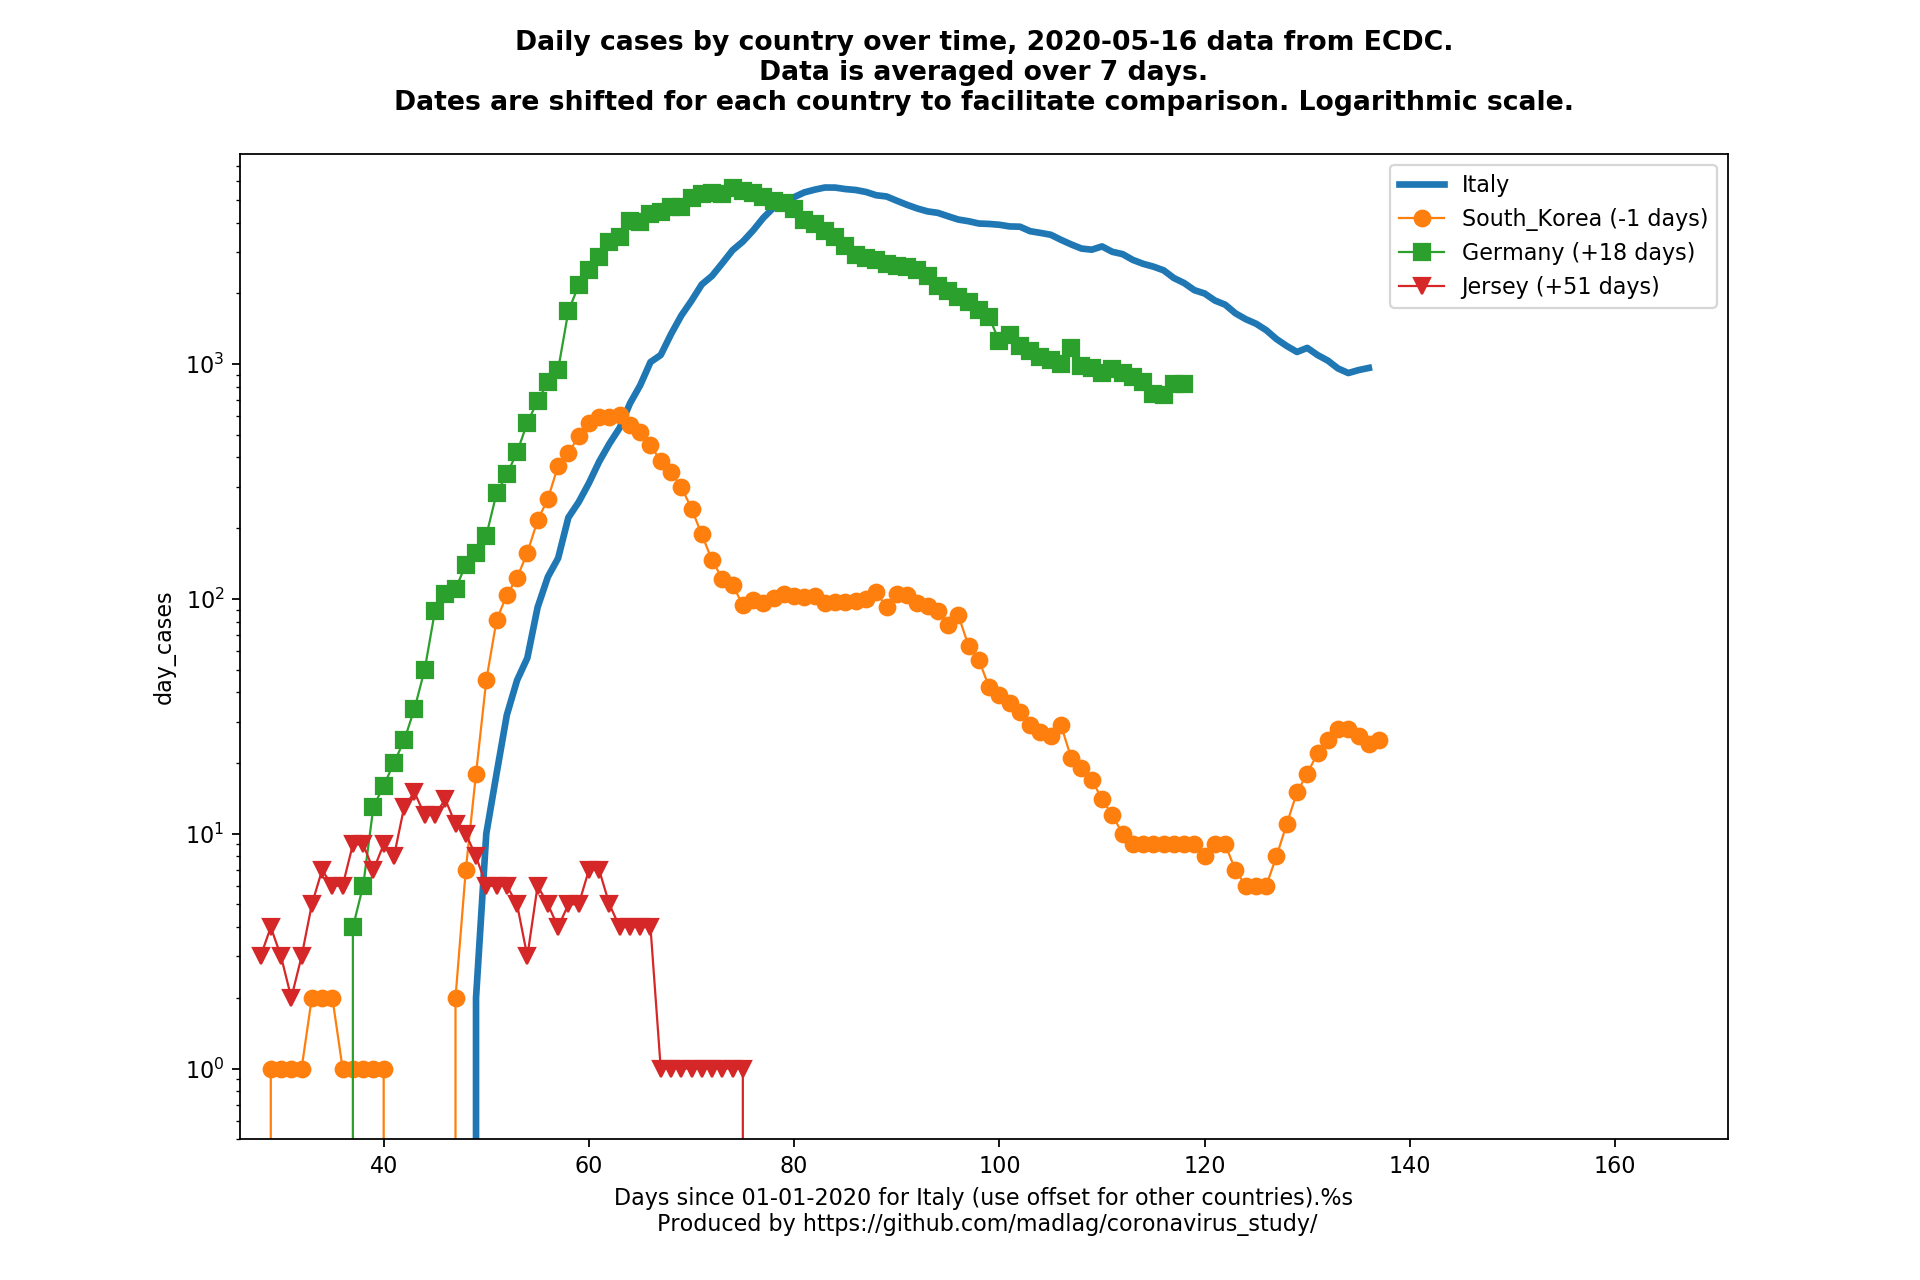 Daily cases by country over time, 2020-05-16 data from ECDC.
Data is averaged over 7 days.
Dates are shifted for each country to facilitate comparison. Logarithmic scale.
Italy
South_Korea (-1 days)
Germany (+18 days)
Jersey (+51 days)
day_cases
10³
10²
10¹
10⁰
40 60 80 100 120 140 160
Days since 01-01-2020 for Italy (use offset for other countries).%s
Produced by https://github.com/madlag/coronavirus_study/